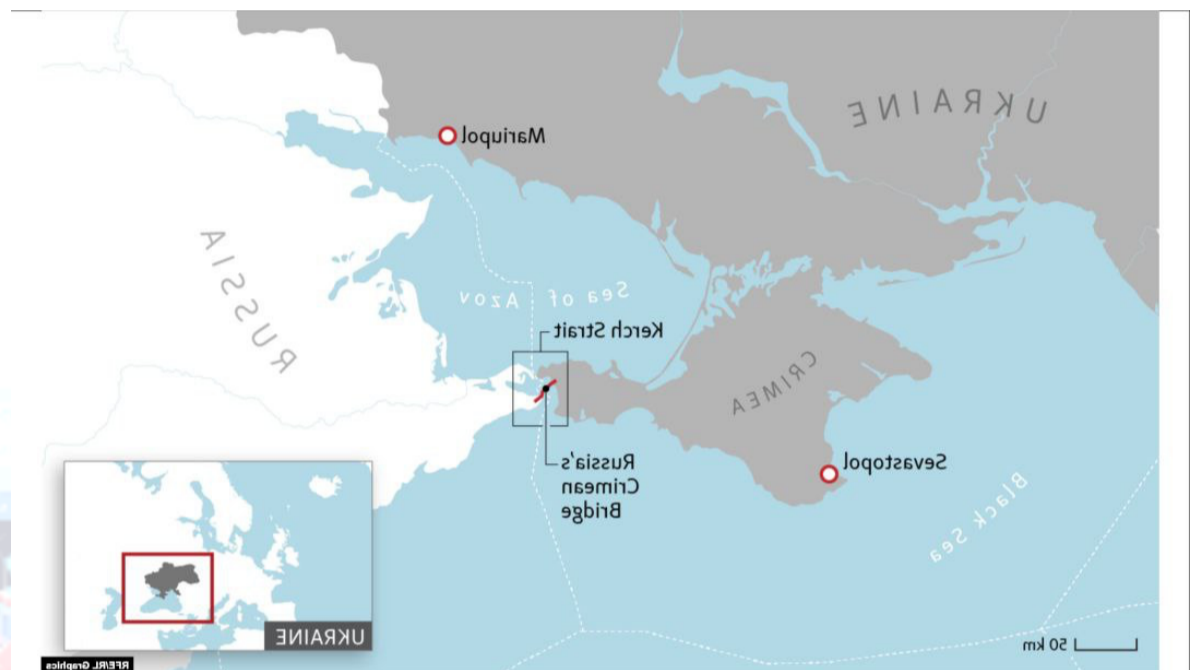 UKRAINE
Mariupol
RUSSIA
Sea of Azov
Kerch Strait
CRIMEA
Russia's
Crimean
Bridge
Sevastopol
Black Sea
UKRAINE
50 km
RFE/RL Graphics